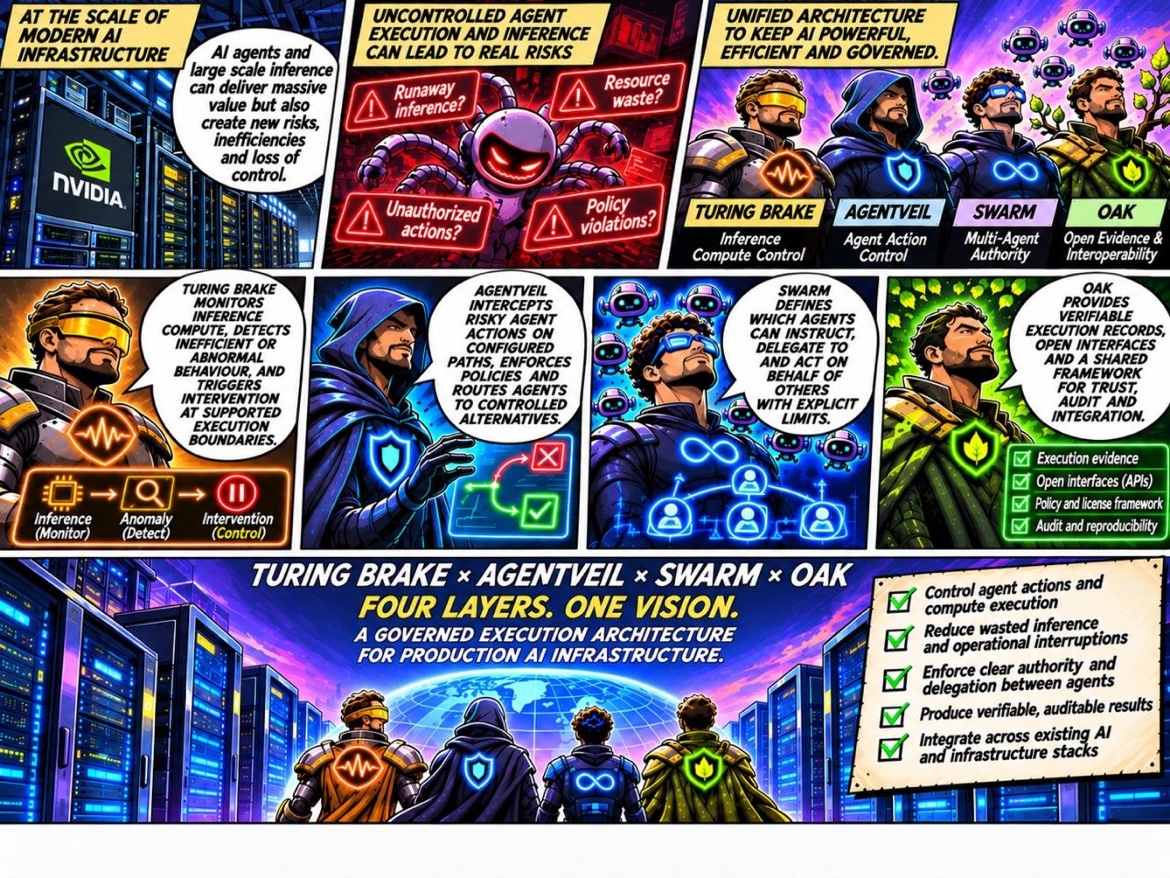 AT THE SCALE OF
MODERN AI
INFRASTRUCTURE
AI agents and
large scale inference
can deliver massive
value but also
create new risks,
inefficiencies
and loss of
control.
NVIDIA.
UNCONTROLLED AGENT
EXECUTION AND INFERENCE
CAN LEAD TO REAL RISKS
Runaway
inference?
Resource
waste?
Unauthorized
actions?
Policy
violations?
UNIFIED ARCHITECTURE
TO KEEP AI POWERFUL,
EFFICIENT AND GOVERNED.
TURING BRAKE
Inference
Compute Control
AGENTVEIL
Agent Action
Control
SWARM
Multi-Agent
Authority
OAK
Open Evidence &
Interoperability
TURING BRAKE
MONITORS
INFERENCE
COMPUTE, DETECTS
INEFFICIENT OR
ABNORMAL
BEHAVIOUR, AND
TRIGGERS
INTERVENTION
AT SUPPORTED
EXECUTION
BOUNDARIES.
Inference
(Monitor)
Anomaly
(Detect)
Intervention
(Control)
AGENTVEIL
INTERCEPTS
RISKY AGENT
ACTIONS ON
CONFIGURED
PATHS, ENFORCES
POLICIES AND
ROUTES AGENTS
TO CONTROLLED
ALTERNATIVES.
SWARM
DEFINES
WHICH AGENTS
CAN INSTRUCT,
DELEGATE TO
AND ACT ON
BEHALF OF
OTHERS
WITH EXPLICIT
LIMITS.
OAK
PROVIDES
VERIFIABLE
EXECUTION RECORDS,
OPEN INTERFACES
AND A SHARED
FRAMEWORK
FOR TRUST,
AUDIT AND
INTEGRATION.
Execution evidence
Open interfaces (APIs)
Policy and license framework
Audit and reproducibility
TURING BRAKE × AGENTVEIL × SWARM × OAK
FOUR LAYERS. ONE VISION.
A GOVERNED EXECUTION ARCHITECTURE
FOR PRODUCTION AI INFRASTRUCTURE.
Control agent actions and
compute execution
Reduce wasted inference
and operational interruptions
Enforce clear authority and
delegation between agents
Produce verifiable, auditable results
Integrate across existing AI
and infrastructure stacks